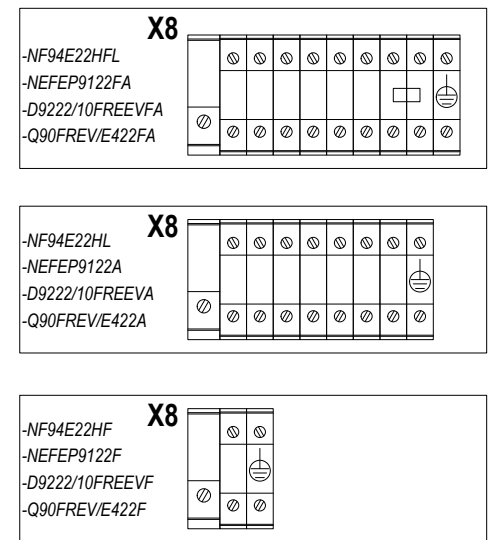 X8
-NF94E22HFL
-NEFEP9122FA
-D9222/10FREEVFA
-Q90FREV/E422FA
X8
-NF94E22HL
-NEFEP9122A
-D9222/10FREEVA
-Q90FREV/E422A
X8
-NF94E22HF
-NEFEP9122F
-D9222/10FREEVF
-Q90FREV/E422F